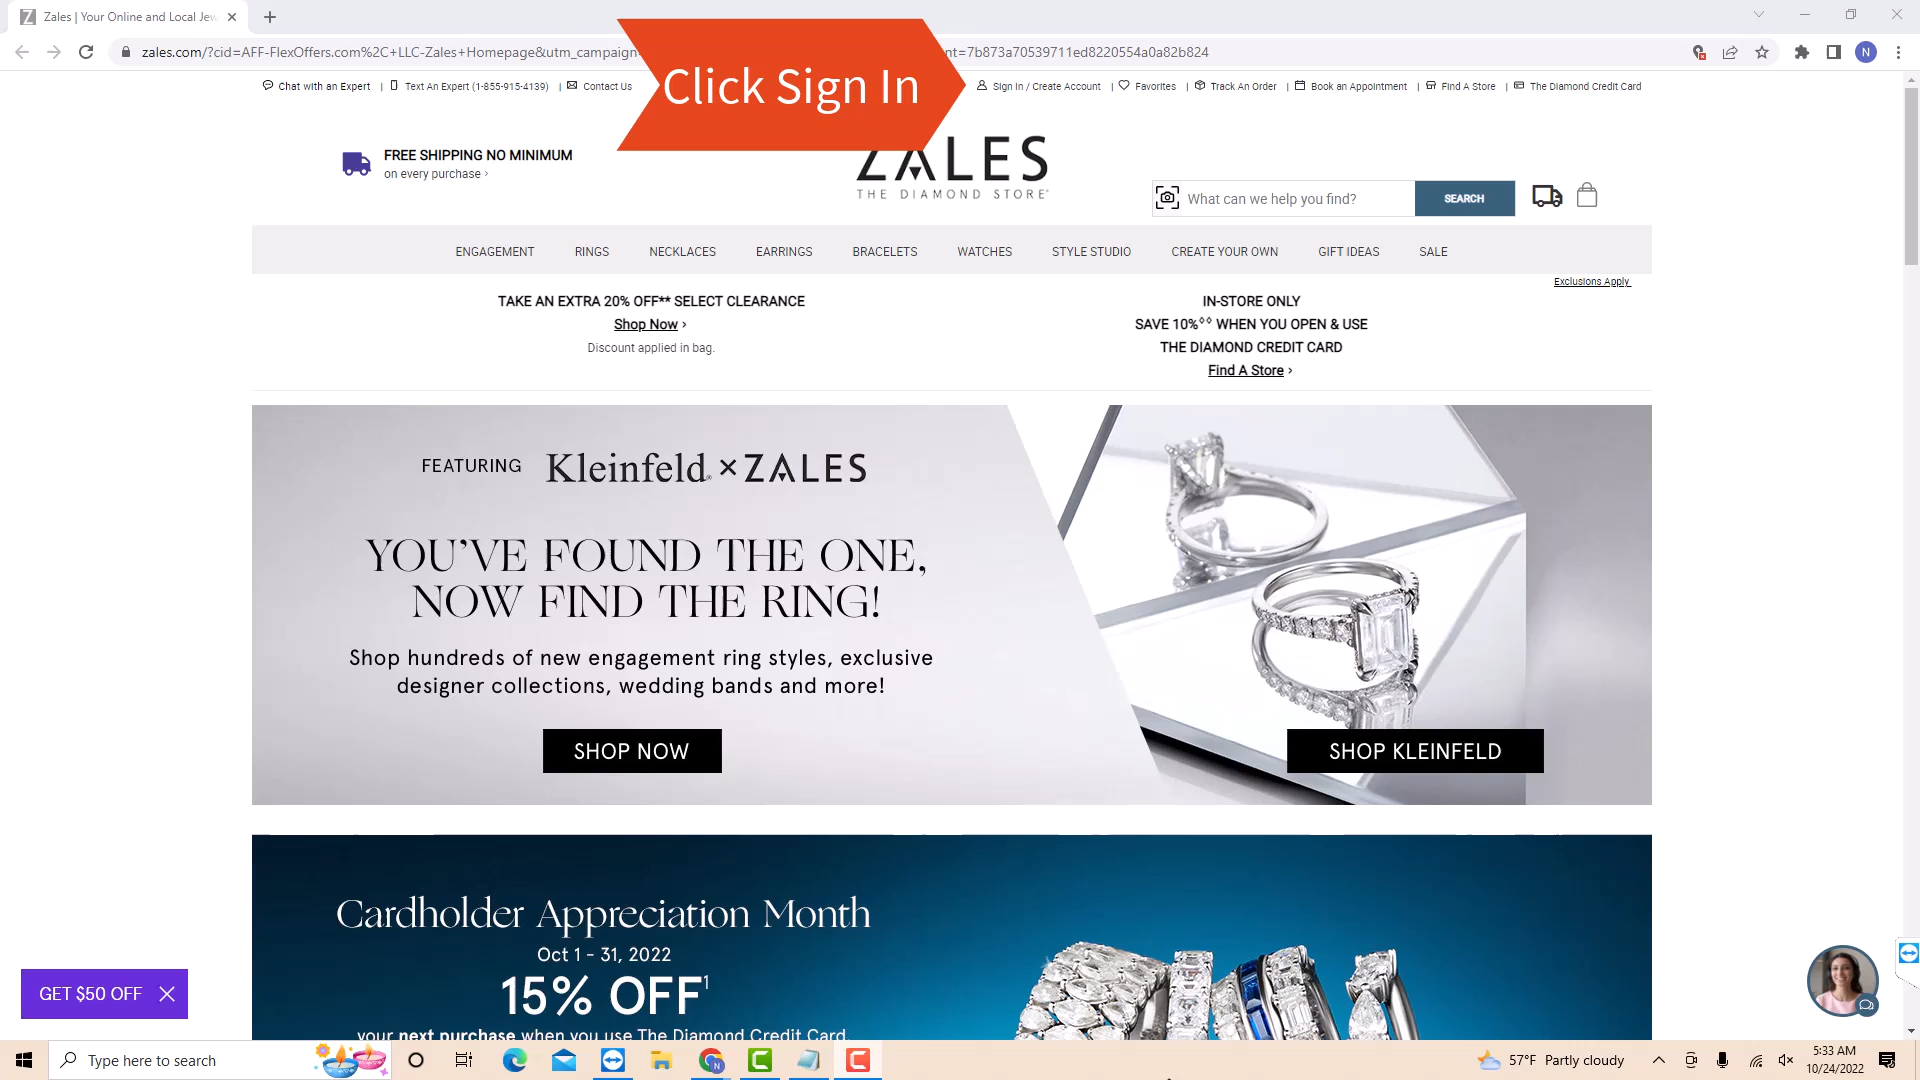 Zales | Your Online and Local Jew
zales.com/?cid=AFF-FlexOffers.com%2C+LLC-Zales+Homepage&utm_campaign
nt=7b873a70539711ed8220554a0a82b824
N
Click Sign In
Chat with an Expert | Text An Expert (1-855-915-4139) | Contact Us
Sign In / Create Account | Favorites | Track An Order | Book an Appointment | Find A Store | The Diamond Credit Card
FREE SHIPPING NO MINIMUM
on every purchase ›
ZALES
THE DIAMOND STORE®
What can we help you find?
SEARCH
ENGAGEMENT RINGS NECKLACES EARRINGS BRACELETS WATCHES STYLE STUDIO CREATE YOUR OWN GIFT IDEAS SALE
Exclusions Apply
TAKE AN EXTRA 20% OFF** SELECT CLEARANCE
Shop Now ›
Discount applied in bag.
IN-STORE ONLY
SAVE 10%◊◊ WHEN YOU OPEN & USE
THE DIAMOND CREDIT CARD
Find A Store ›
FEATURING Kleinfeld® × ZALES
YOU'VE FOUND THE ONE,
NOW FIND THE RING!
Shop hundreds of new engagement ring styles, exclusive
designer collections, wedding bands and more!
SHOP NOW
SHOP KLEINFELD
Cardholder Appreciation Month
Oct 1 - 31, 2022
15% OFF¹
your next purchase when you use The Diamond Credit Card.
GET $50 OFF
Type here to search
57°F Partly cloudy
5:33 AM
10/24/2022